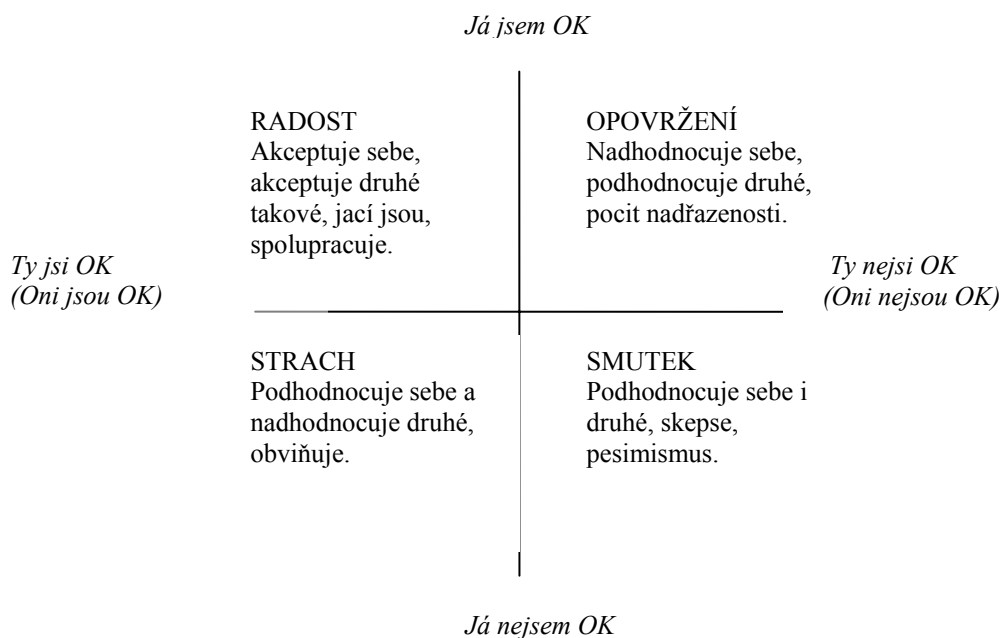 Já jsem OK
RADOST
Akceptuje sebe,
akceptuje druhé
takové, jací jsou,
spolupracuje.
OPOVRŽENÍ
Nadhodnocuje sebe,
podhodnocuje druhé,
pocit nadřazenosti.
Ty jsi OK
(Oni jsou OK)
Ty nejsi OK
(Oni nejsou OK)
STRACH
Podhodnocuje sebe a
nadhodnocuje druhé,
obviňuje.
SMUTEK
Podhodnocuje sebe i
druhé, skepse,
pesimismus.
Já nejsem OK